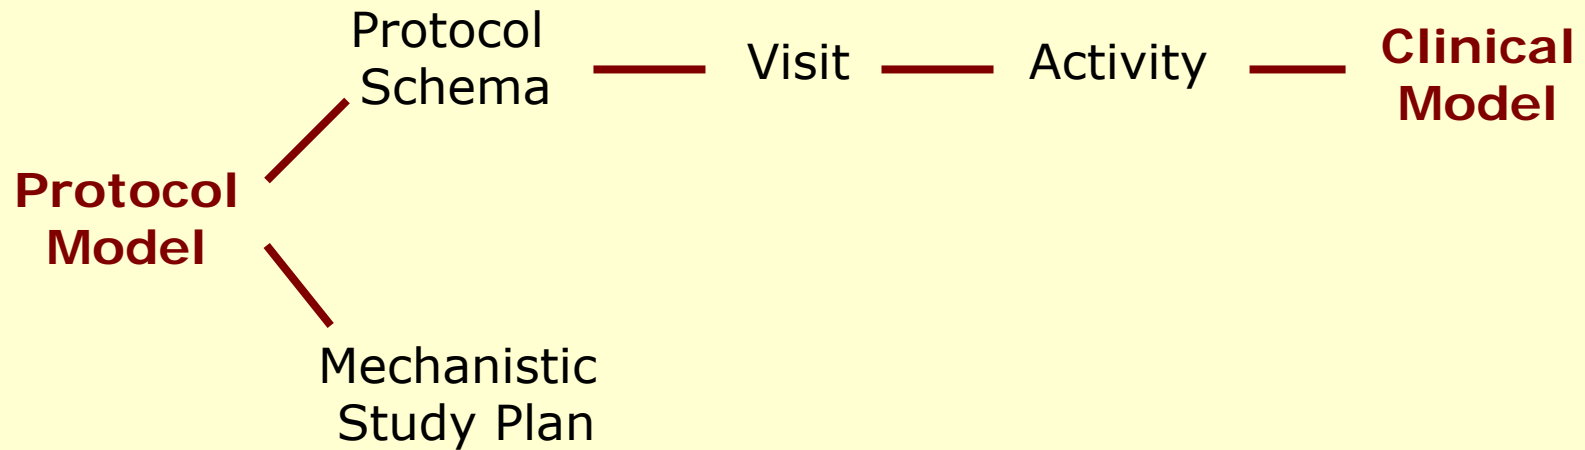 Protocol
Schema
Visit
Activity
Clinical
Model
Protocol
Model
Mechanistic
Study Plan